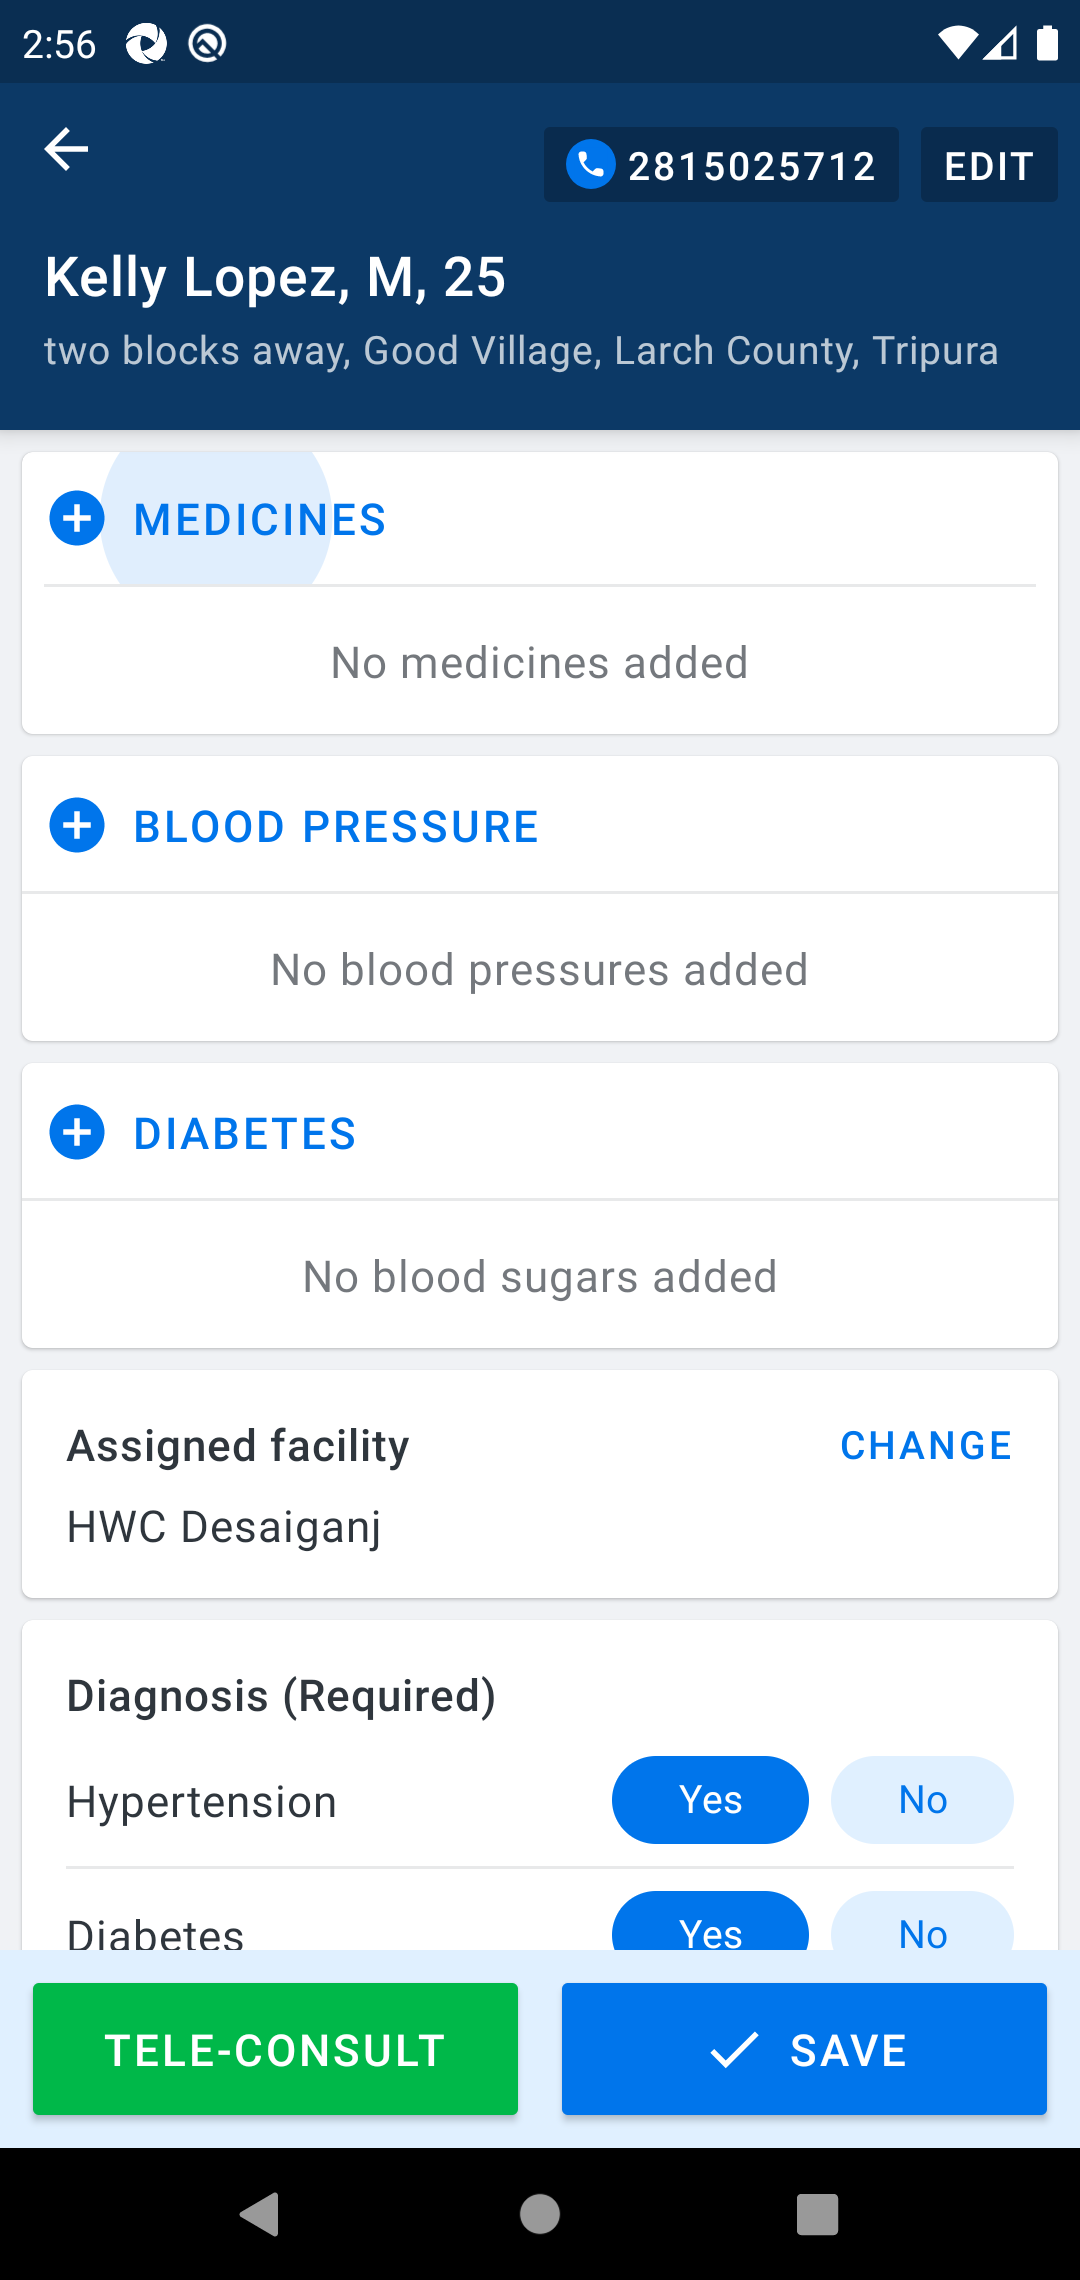 2:56
2815025712
EDIT
Kelly Lopez, M, 25
two blocks away, Good Village, Larch County, Tripura
MEDICINES
No medicines added
BLOOD PRESSURE
No blood pressures added
DIABETES
No blood sugars added
Assigned facility
CHANGE
HWC Desaiganj
Diagnosis (Required)
Hypertension
Yes
No
Diabetes
Yes
No
TELE-CONSULT
SAVE